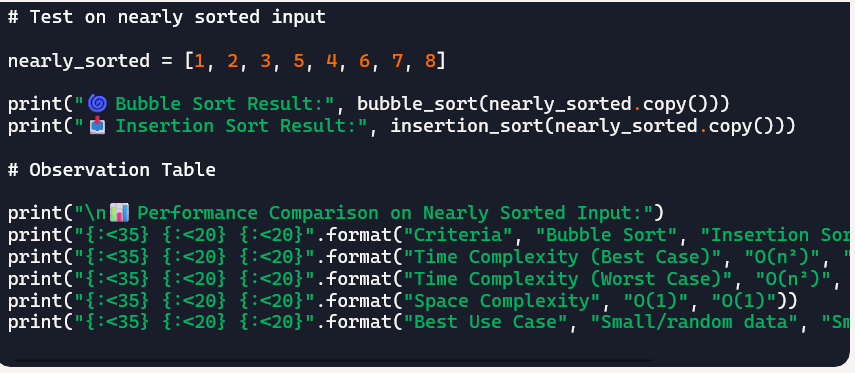 # Test on nearly sorted input
nearly_sorted = [1, 2, 3, 5, 4, 6, 7, 8]
print("🌀 Bubble Sort Result:", bubble_sort(nearly_sorted.copy()))
print("📥 Insertion Sort Result:", insertion_sort(nearly_sorted.copy()))
# Observation Table
print("\n📊 Performance Comparison on Nearly Sorted Input:")
print("{:<35} {:<20} {:<20}".format("Criteria", "Bubble Sort", "Insertion Sor
print("{:<35} {:<20} {:<20}".format("Time Complexity (Best Case)", "O(n²)", "
print("{:<35} {:<20} {:<20}".format("Time Complexity (Worst Case)", "O(n²)",
print("{:<35} {:<20} {:<20}".format("Space Complexity", "O(1)", "O(1)"))
print("{:<35} {:<20} {:<20}".format("Best Use Case", "Small/random data", "Sm